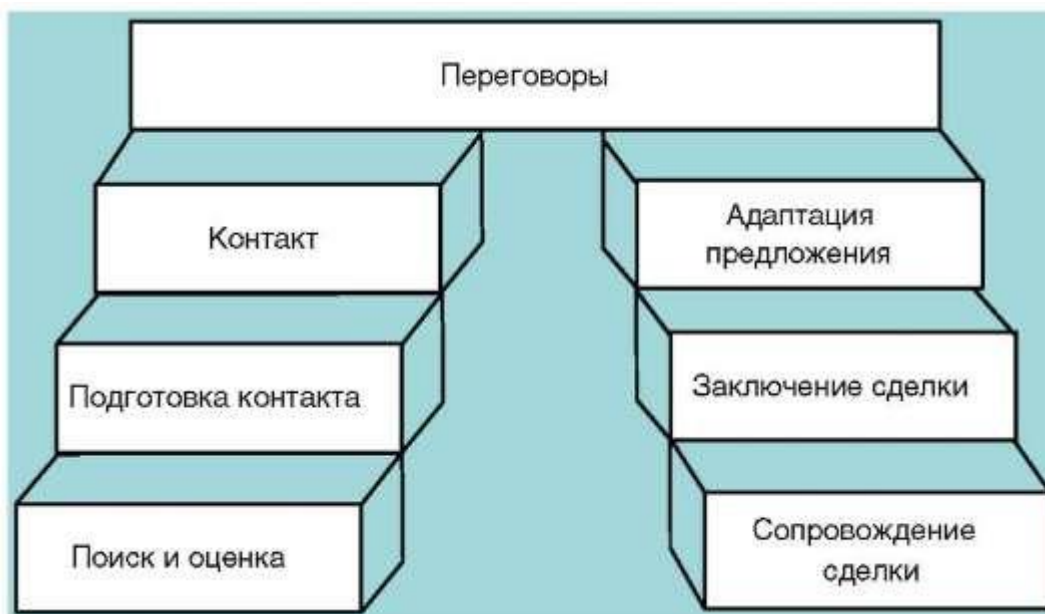 Переговоры
Контакт
Адаптация
предложения
Подготовка контакта
Заключение сделки
Поиск и оценка
Сопровождение
сделки